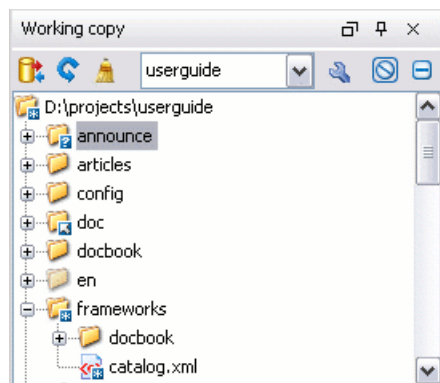 Working copy
userguide
D:\projects\userguide
announce
articles
config
doc
docbook
en
frameworks
docbook
catalog.xml